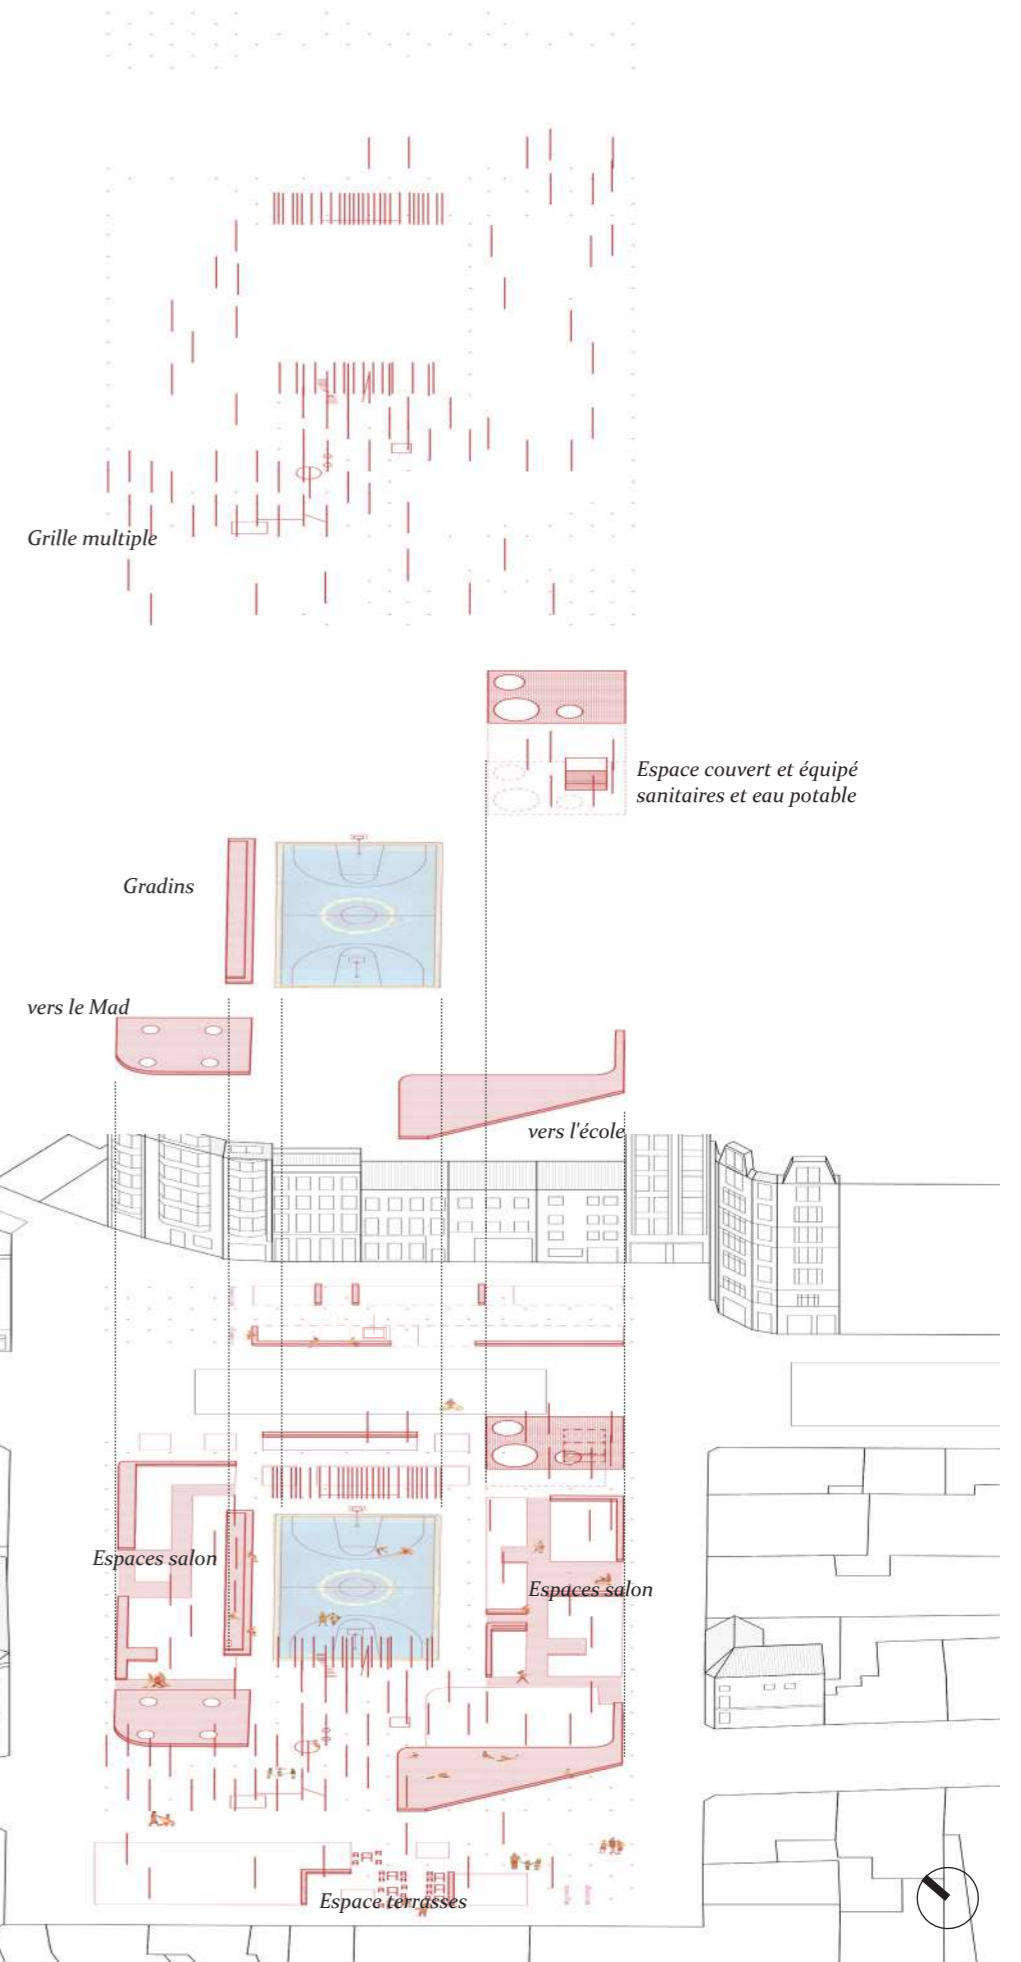 Grille multiple
Espace couvert et équipé
sanitaires et eau potable
Gradins
vers le Mad
vers l'école
Espaces salon
Espaces salon
Espace terrasses